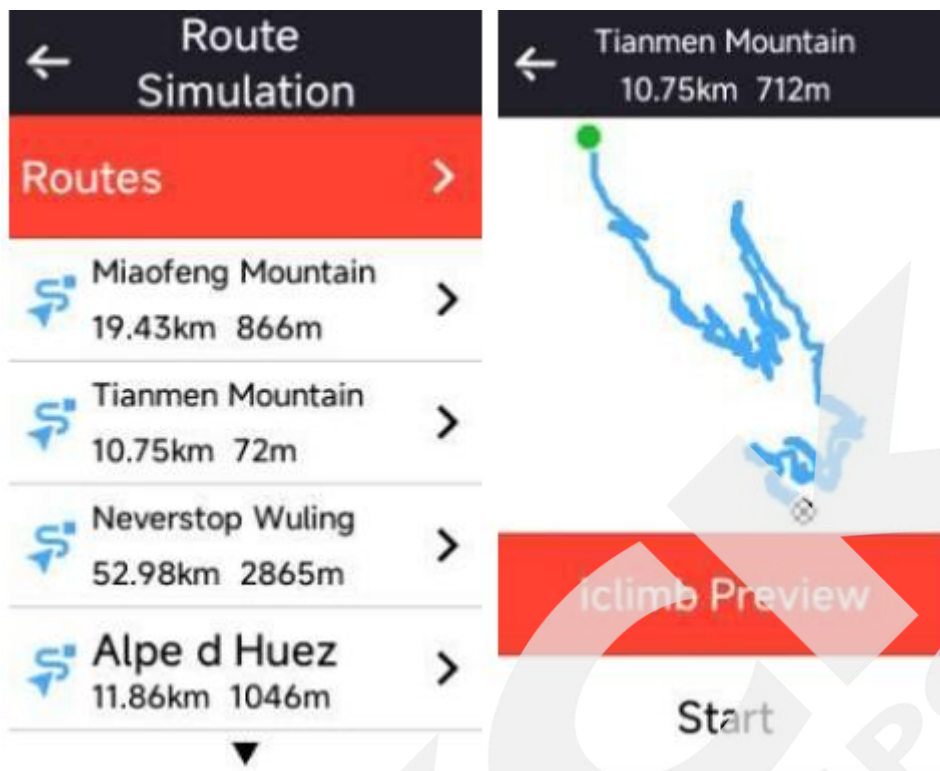 Route
Simulation
Routes
Miaofeng Mountain
19.43km 866m
Tianmen Mountain
10.75km 72m
Neverstop Wuling
52.98km 2865m
Alpe d Huez
11.86km 1046m
Tianmen Mountain
10.75km 712m
iclimb Preview
Start